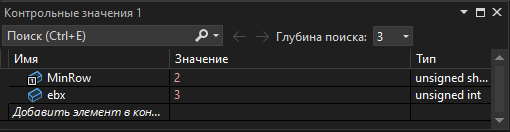 Контрольные значения 1
Поиск (Ctrl+E) Глубина поиска: 3
Имя Значение Тип
MinRow 2 unsigned sh...
ebx 3 unsigned int
Добавить элемент в кон...